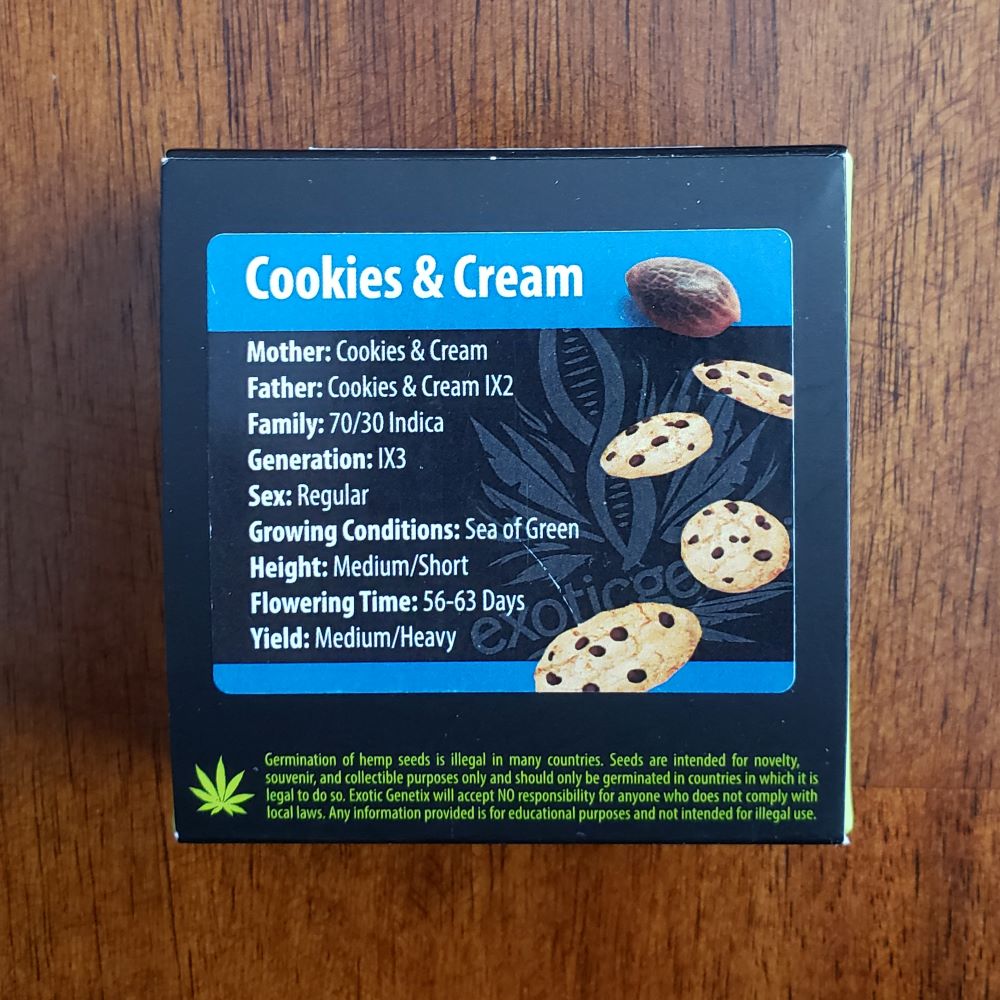 Cookies & Cream
Mother: Cookies & Cream
Father: Cookies & Cream IX2
Family: 70/30 Indica
Generation: IX3
Sex: Regular
Growing Conditions: Sea of Green
Height: Medium/Short
Flowering Time: 56-63 Days
Yield: Medium/Heavy
exoticge
Germination of hemp seeds is illegal in many countries. Seeds are intended for novelty,
souvenir, and collectible purposes only and should only be germinated in countries in which it is
legal to do so. Exotic Genetix will accept NO responsibility for anyone who does not comply with
local laws. Any information provided is for educational purposes and not intended for illegal use.